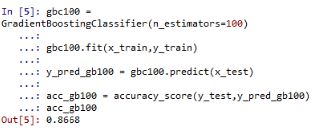 In [5]: gbc100 =
GradientBoostingClassifier(n_estimators=100)
...:
...: gbc100.fit(x_train,y_train)
...:
...: y_pred_gb100 = gbc100.predict(x_test)
...:
...: acc_gb100 = accuracy_score(y_test,y_pred_gb100)
...: acc_gb100
Out[5]: 0.8668